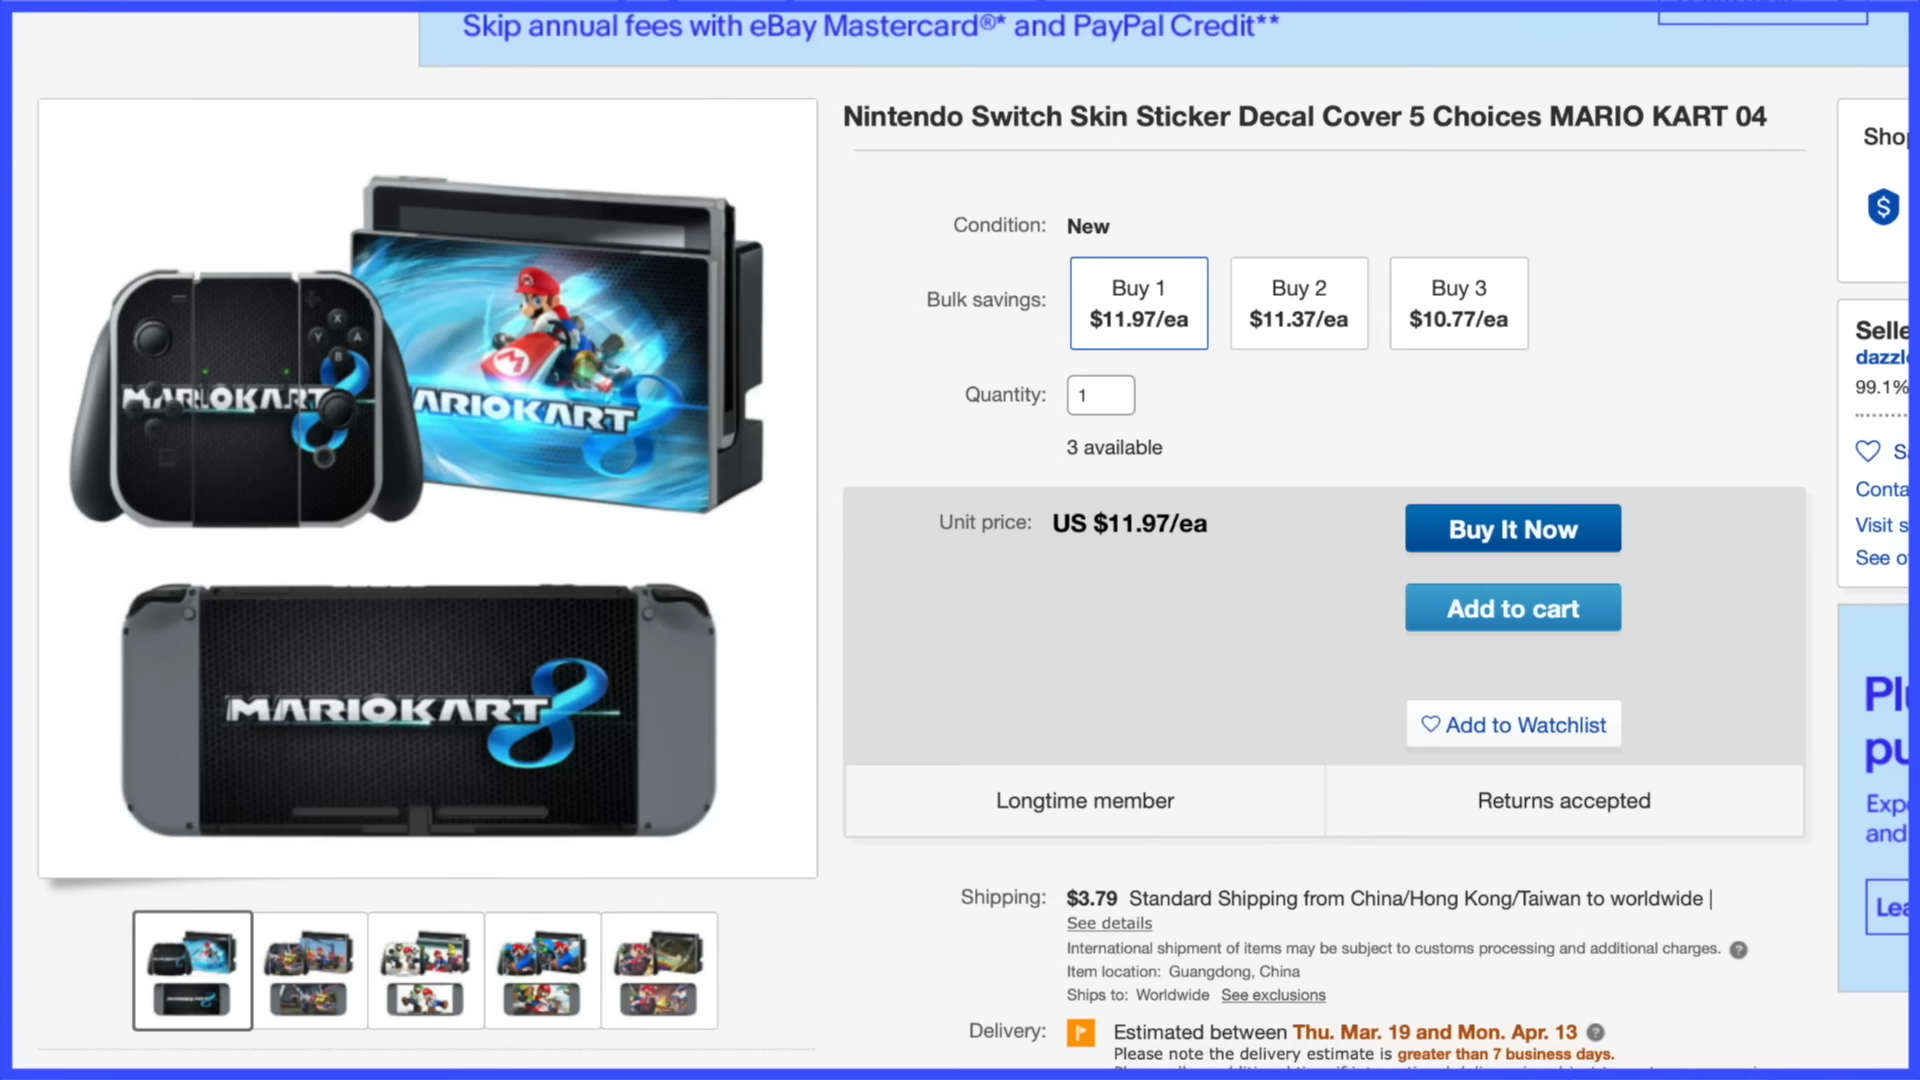 Skip annual fees with eBay Mastercard®* and PayPal Credit**
Nintendo Switch Skin Sticker Decal Cover 5 Choices MARIO KART 04
Condition: New
Bulk savings:
Buy 1
$11.97/ea
Buy 2
$11.37/ea
Buy 3
$10.77/ea
Quantity: 1
3 available
Unit price: US $11.97/ea
Buy It Now
Add to cart
Add to Watchlist
Longtime member
Returns accepted
Shipping: $3.79 Standard Shipping from China/Hong Kong/Taiwan to worldwide |
See details
International shipment of items may be subject to customs processing and additional charges.
Item location: Guangdong, China
Ships to: Worldwide See exclusions
Delivery: Estimated between Thu. Mar. 19 and Mon. Apr. 13
Please note the delivery estimate is greater than 7 business days.
MARIOKART 8
X
Y A
B
ARIOKART 8
MARIOKART 8
99.1%
Visit s
See o
and